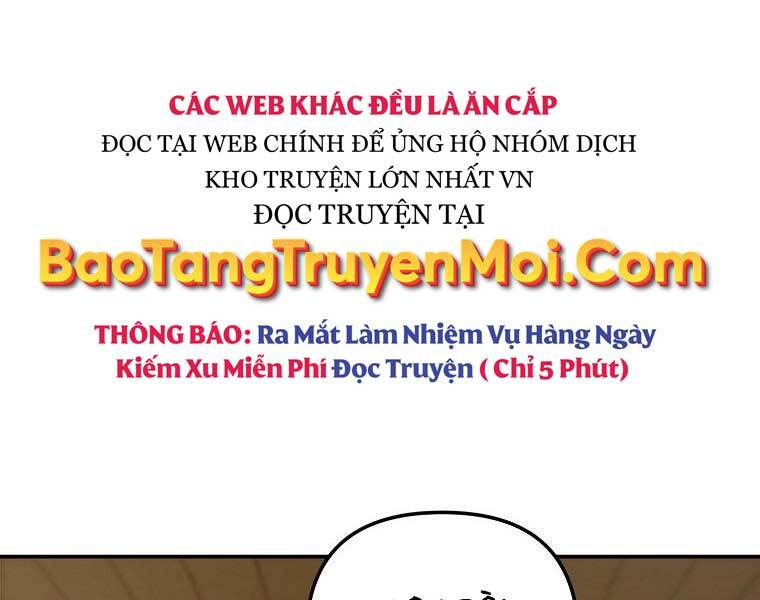 CÁC WEB KHÁC ĐỀU LÀ ĂN CẮP
ĐỌC TẠI WEB CHÍNH ĐỂ ỦNG HỘ NHÓM DỊCH
KHO TRUYỆN LỚN NHẤT VN
ĐỌC TRUYỆN TẠI
BaoTangTruyenMoi.Com
THÔNG BÁO: Ra Mắt Làm Nhiệm Vụ Hàng Ngày
Kiếm Xu Miễn Phí Đọc Truyện ( Chỉ 5 Phút)